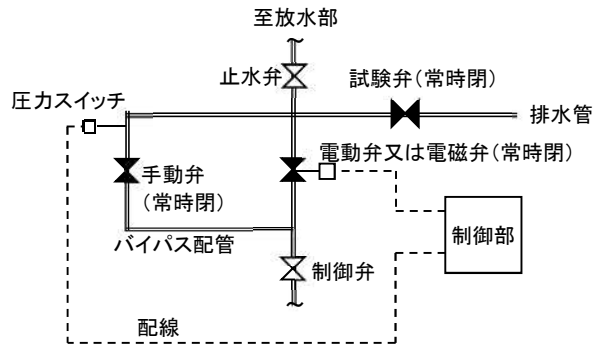 至放水部
止水弁
試験弁(常時閉)
圧力スイッチ
排水管
電動弁又は電磁弁(常時閉)
手動弁
(常時閉)
制御部
バイパス配管
制御弁
配線